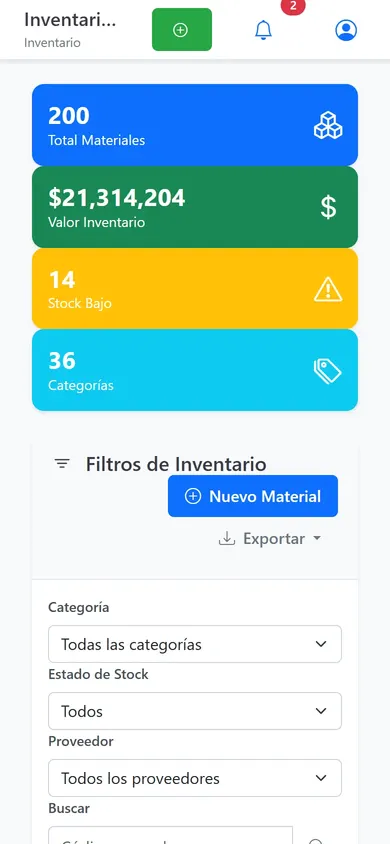 Inventari...
Inventario
2
200
Total Materiales
$21,314,204
Valor Inventario
$
14
Stock Bajo
36
Categorías
Filtros de Inventario
Nuevo Material
Exportar
Categoría
Todas las categorías
Estado de Stock
Todos
Proveedor
Todos los proveedores
Buscar